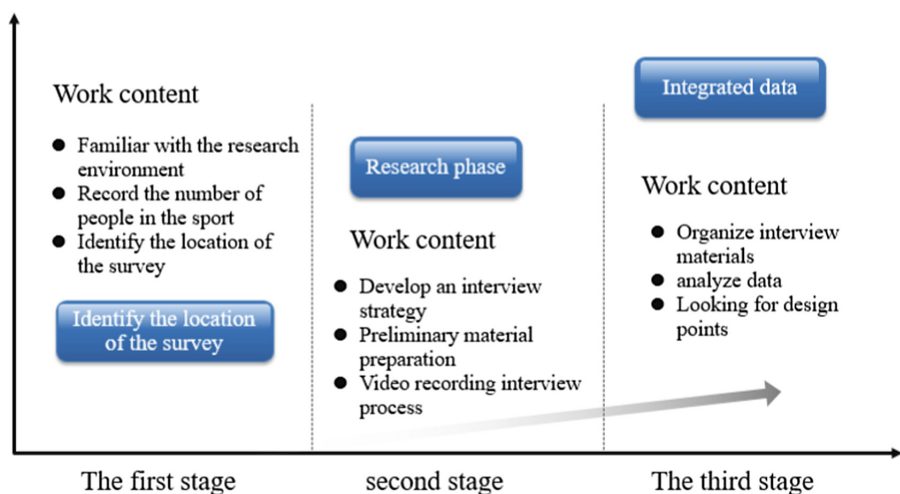 Work content
Familiar with the research
environment
Record the number of
people in the sport
Identify the location of
the survey
Identify the location
of the survey
The first stage
Research phase
Work content
Develop an interview
strategy
Preliminary material
preparation
Video recording interview
process
second stage
Integrated data
Work content
Organize interview
materials
analyze data
Looking for design
points
The third stage